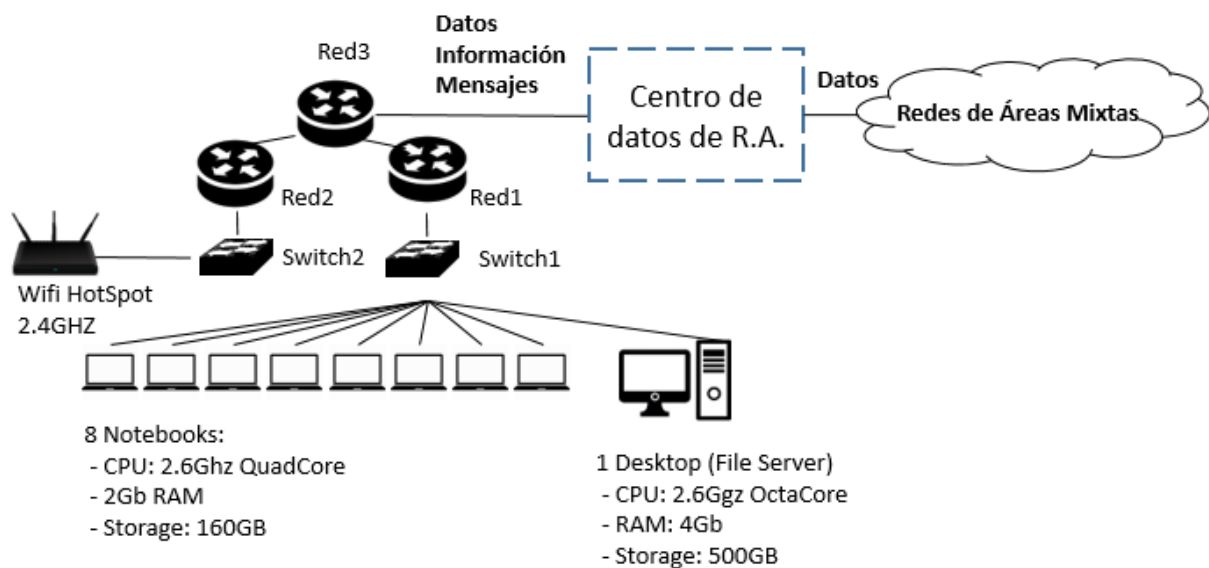 Red3
Datos
Información
Mensajes
Centro de
datos de R.A.
Datos
Redes de Áreas Mixtas
Red2
Red1
Switch2
Switch1
Wifi HotSpot
2.4GHZ
8 Notebooks:
- CPU: 2.6Ghz QuadCore
- 2Gb RAM
- Storage: 160GB
1 Desktop (File Server)
- CPU: 2.6Ggz OctaCore
- RAM: 4Gb
- Storage: 500GB